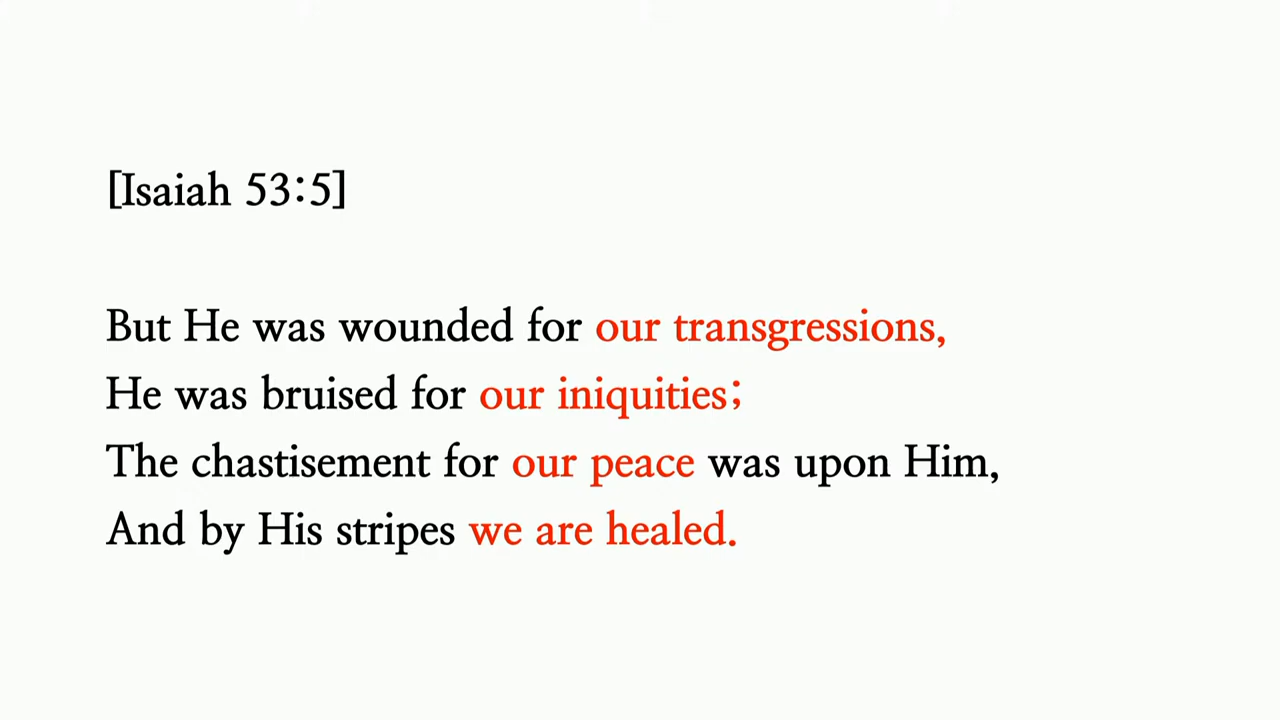 [Isaiah 53:5]
But He was wounded for our transgressions,
He was bruised for our iniquities;
The chastisement for our peace was upon Him,
And by His stripes we are healed.